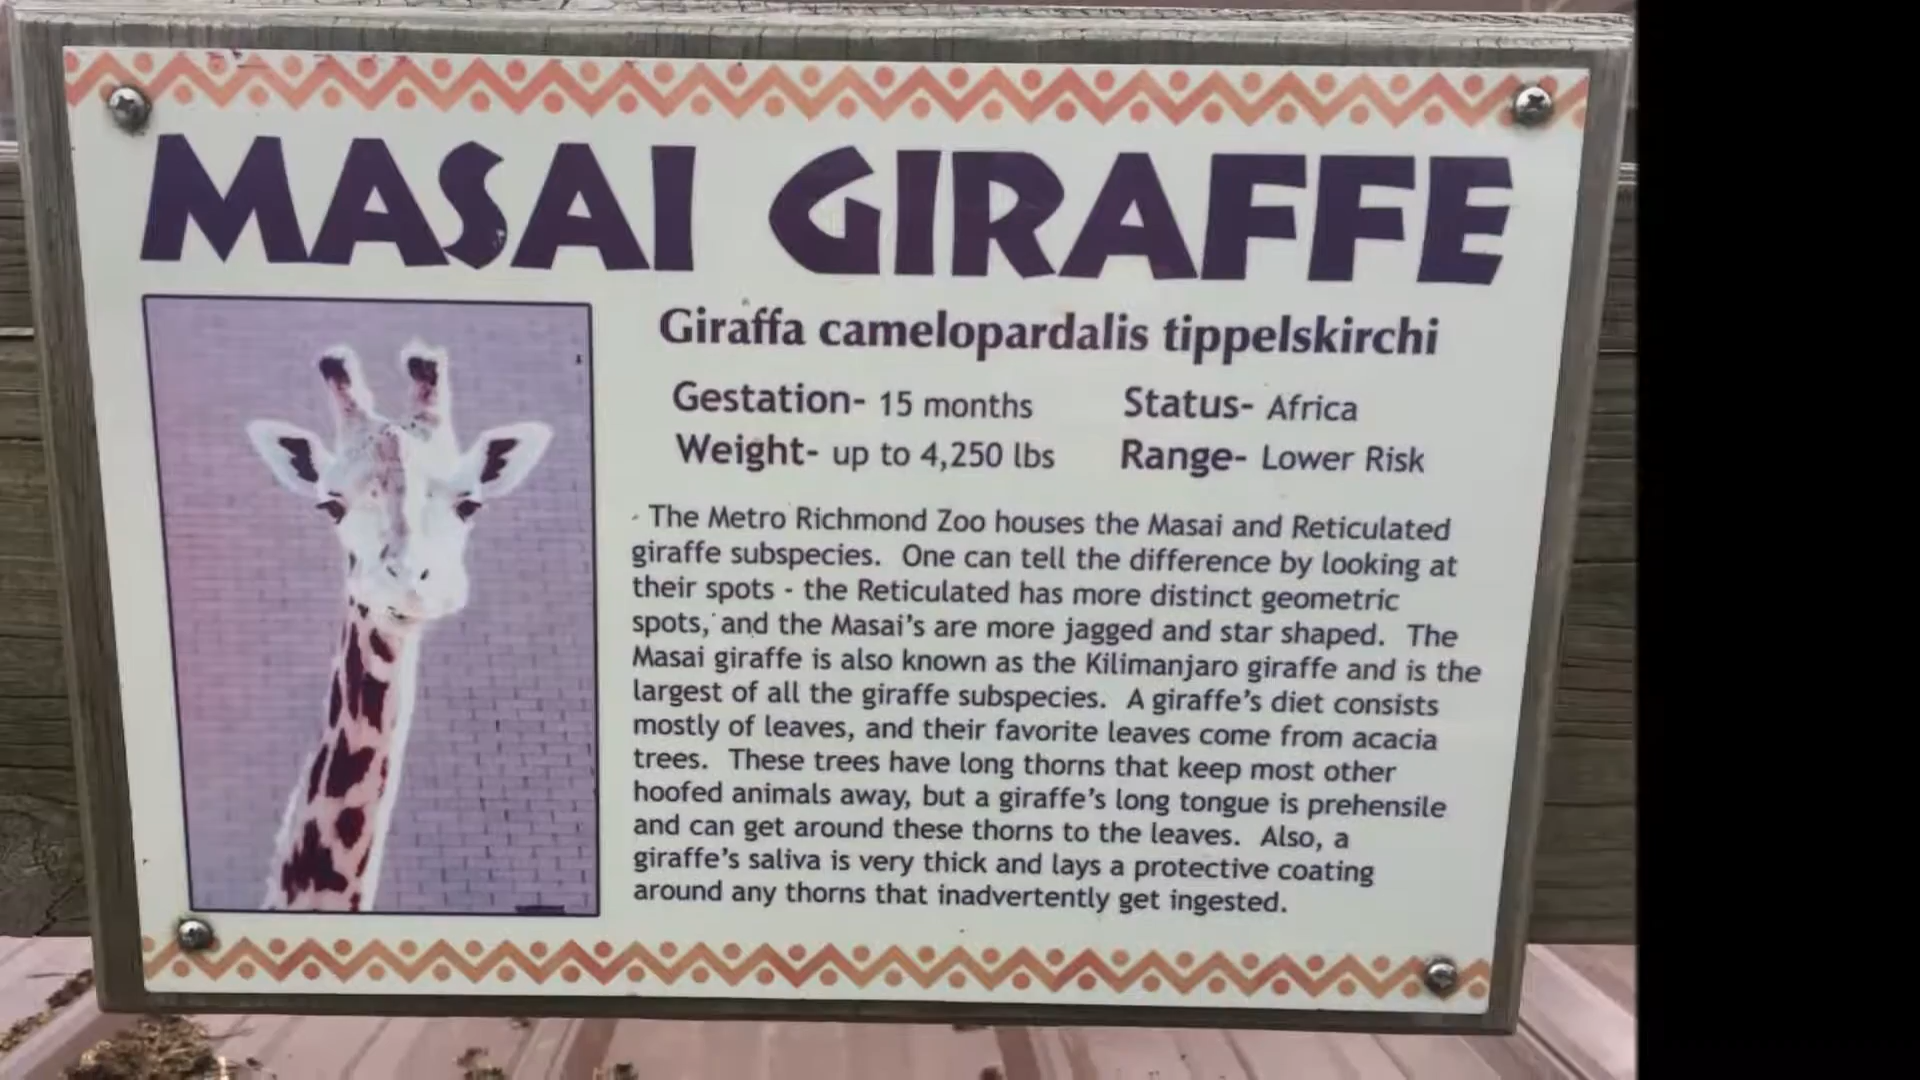 MASAI GIRAFFE
Giraffa camelopardalis tippelskirchi
Gestation- 15 months Status- Africa
Weight- up to 4,250 lbs Range- Lower Risk
The Metro Richmond Zoo houses the Masai and Reticulated
giraffe subspecies. One can tell the difference by looking at
their spots - the Reticulated has more distinct geometric
spots, and the Masai's are more jagged and star shaped. The
Masai giraffe is also known as the Kilimanjaro giraffe and is the
largest of all the giraffe subspecies. A giraffe's diet consists
mostly of leaves, and their favorite leaves come from acacia
trees. These trees have long thorns that keep most other
hoofed animals away, but a giraffe's long tongue is prehensile
and can get around these thorns to the leaves. Also, a
giraffe's saliva is very thick and lays a protective coating
around any thorns that inadvertently get ingested.